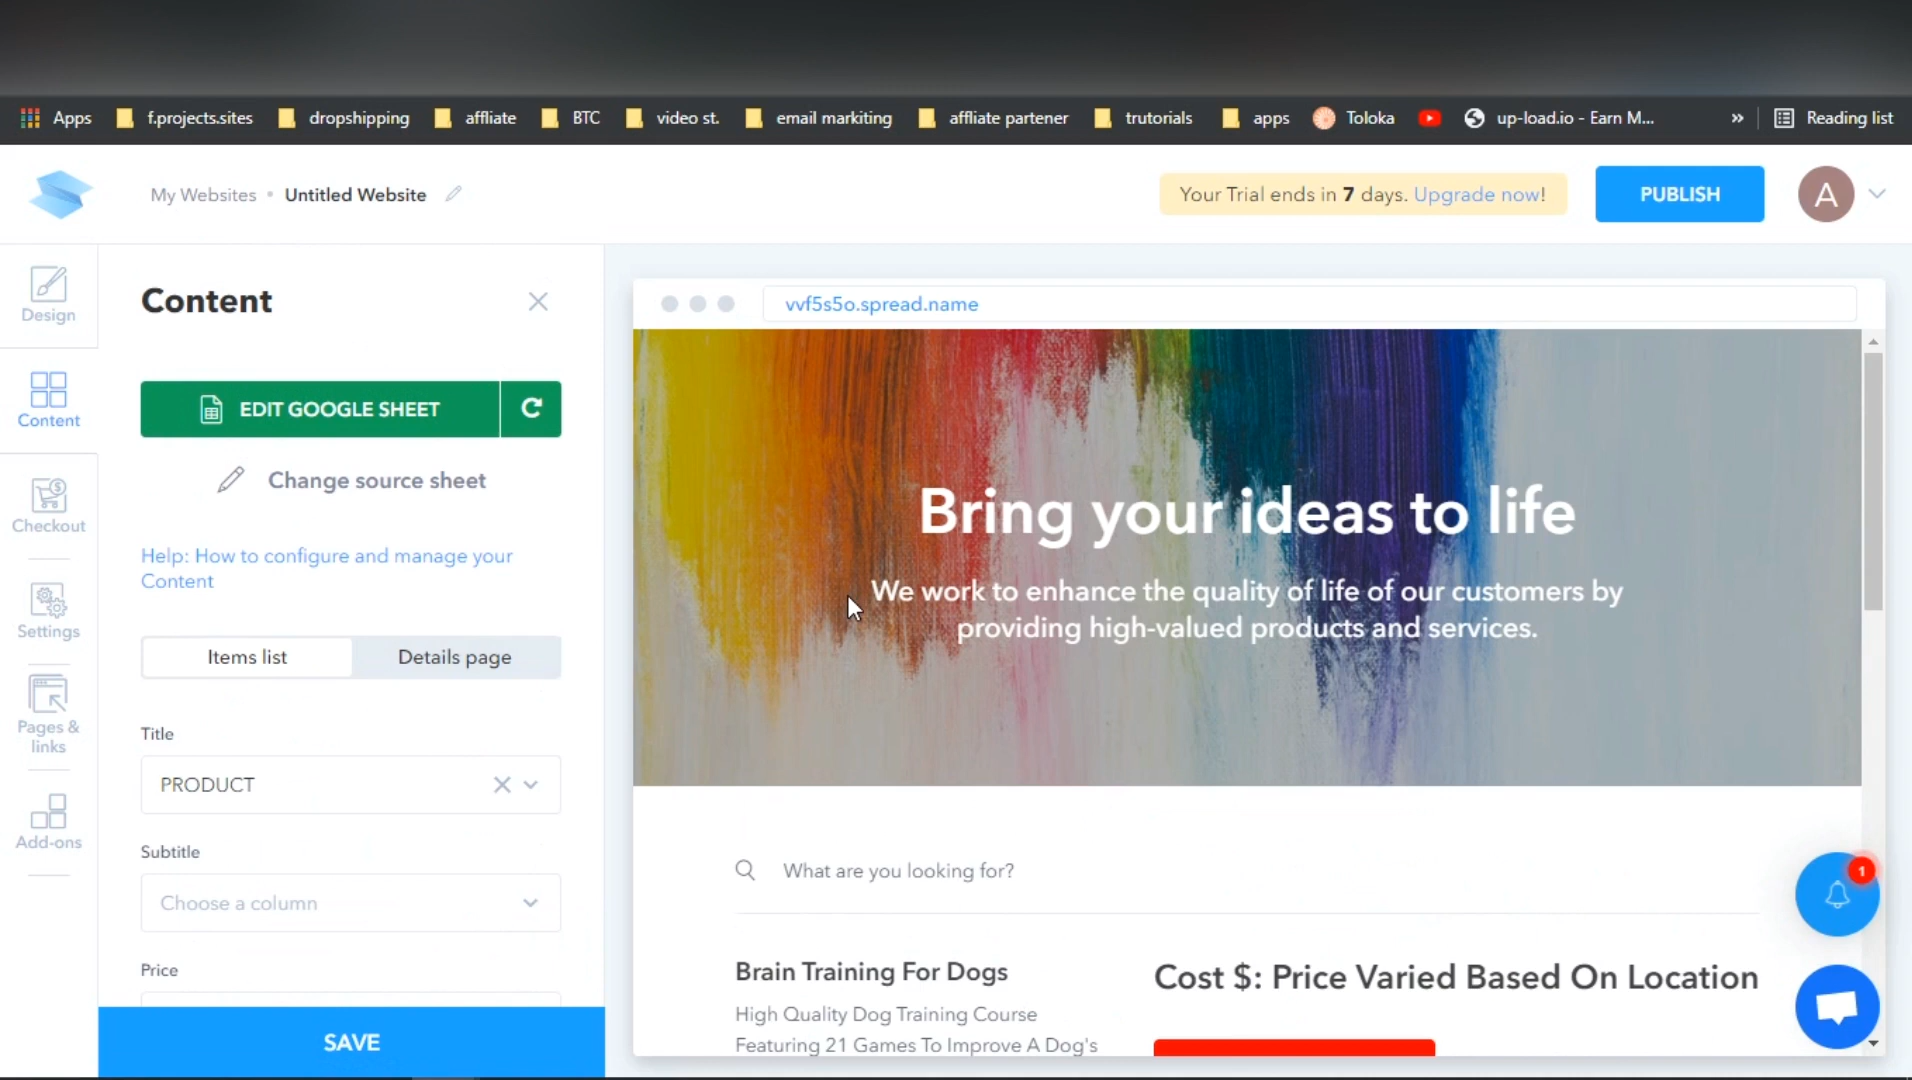 Apps f.projects.sites dropshipping affliate BTC video st. email markiting affliate partener trutorials apps Toloka up-load.io - Earn M... » Reading list
My Websites • Untitled Website
Your Trial ends in 7 days. Upgrade now!
PUBLISH
A
Design
Content
Checkout
Settings
Pages &
links
Add-ons
Content
EDIT GOOGLE SHEET
Change source sheet
Help: How to configure and manage your
Content
Items list Details page
Title
PRODUCT
Subtitle
Choose a column
Price
SAVE
vvf5s5o.spread.name
Bring your ideas to life
We work to enhance the quality of life of our customers by
providing high-valued products and services.
What are you looking for?
Brain Training For Dogs
High Quality Dog Training Course
Featuring 21 Games To Improve A Dog's
Cost $: Price Varied Based On Location
1